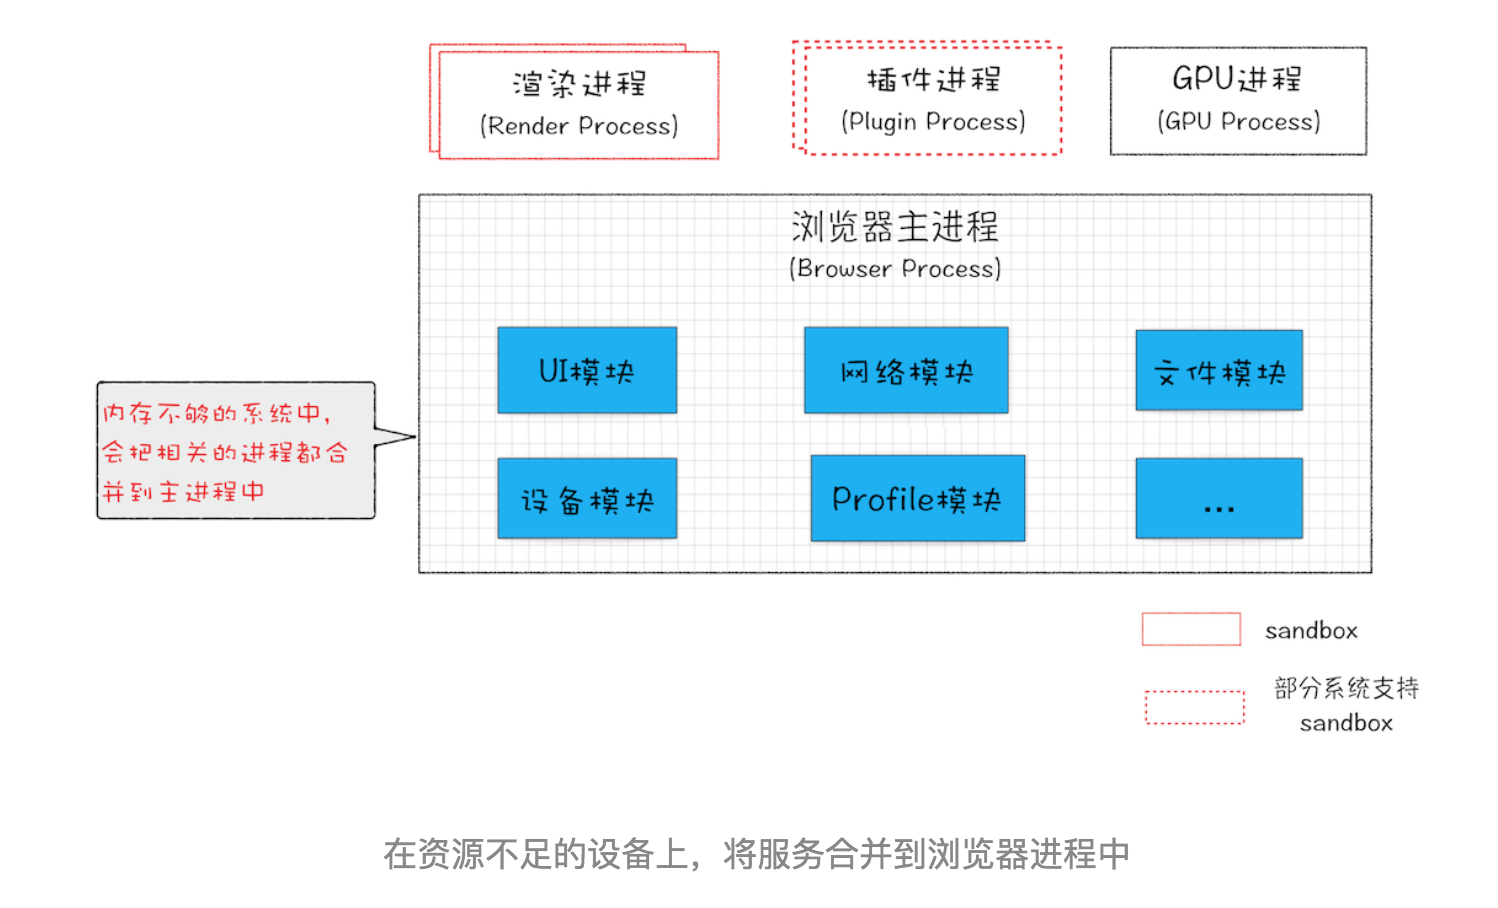 渲染进程
(Render Process)
插件进程
(Plugin Process)
GPU进程
(GPU Process)
浏览器主进程
(Browser Process)
UI模块
网络模块
文件模块
内存不够的系统中，
会把相关的进程都合
并到主进程中
设备模块
Profile模块
...
sandbox
部分系统支持
sandbox
在资源不足的设备上，将服务合并到浏览器进程中